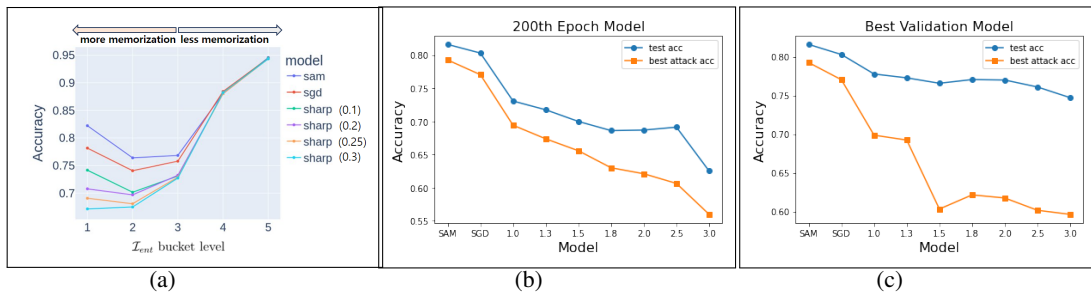 more memorization less memorization
0.95
0.9
0.85
0.8
0.75
0.7
Accuracy
1 2 3 4 5
I_ent bucket level
model
sam
sgd
sharp (0.1)
sharp (0.2)
sharp (0.25)
sharp (0.3)
(a)
200th Epoch Model
test acc
best attack acc
0.80
0.75
0.70
0.65
0.60
0.55
Accuracy
SAM SGD 1.0 1.3 1.5 1.8 2.0 2.5 3.0
Model
(b)
Best Validation Model
test acc
best attack acc
0.80
0.75
0.70
0.65
0.60
Accuracy
SAM SGD 1.0 1.3 1.5 1.8 2.0 2.5 3.0
Model
(c)